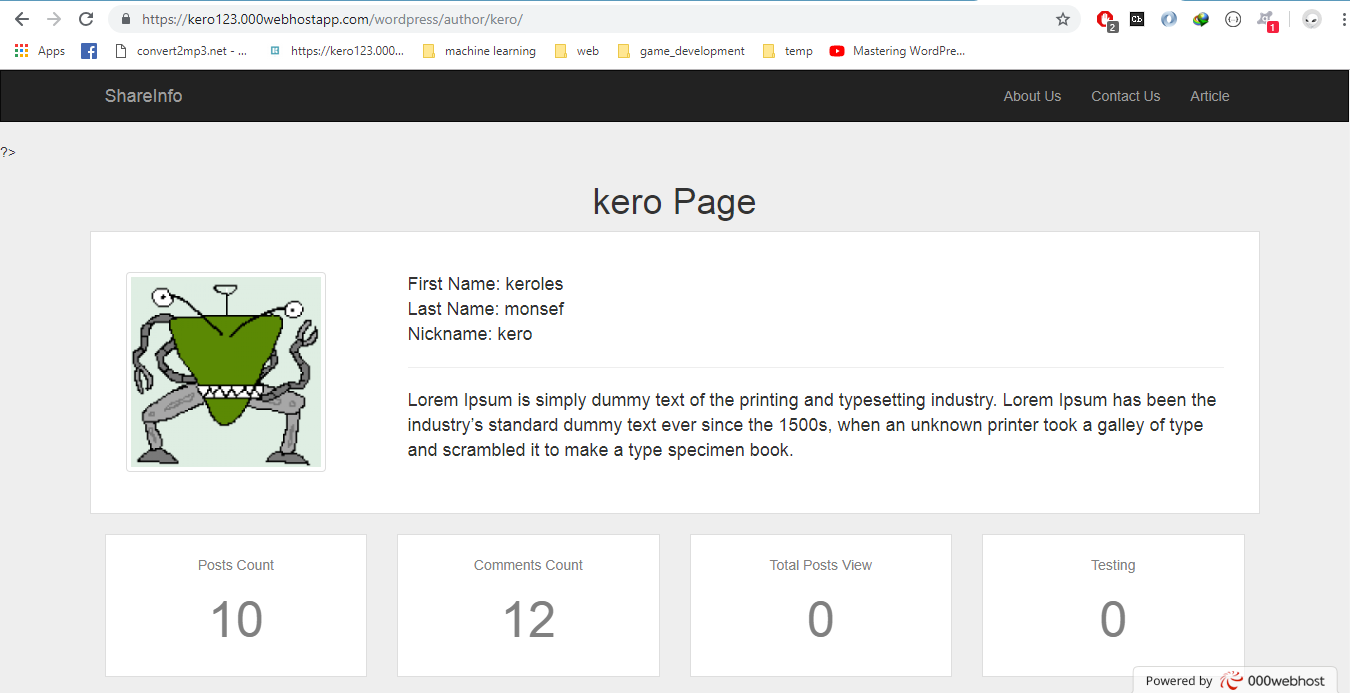 https://kero123.000webhostapp.com/wordpress/author/kero/
2
1
Apps
convert2mp3.net - ...
https://kero123.000...
machine learning
web
game_development
temp
Mastering WordPre...
ShareInfo
About Us
Contact Us
Article
?>
kero Page
First Name: keroles
Last Name: monsef
Nickname: kero
Lorem Ipsum is simply dummy text of the printing and typesetting industry. Lorem Ipsum has been the
industry’s standard dummy text ever since the 1500s, when an unknown printer took a galley of type
and scrambled it to make a type specimen book.
Posts Count
10
Comments Count
12
Total Posts View
0
Testing
0
Powered by 000webhost